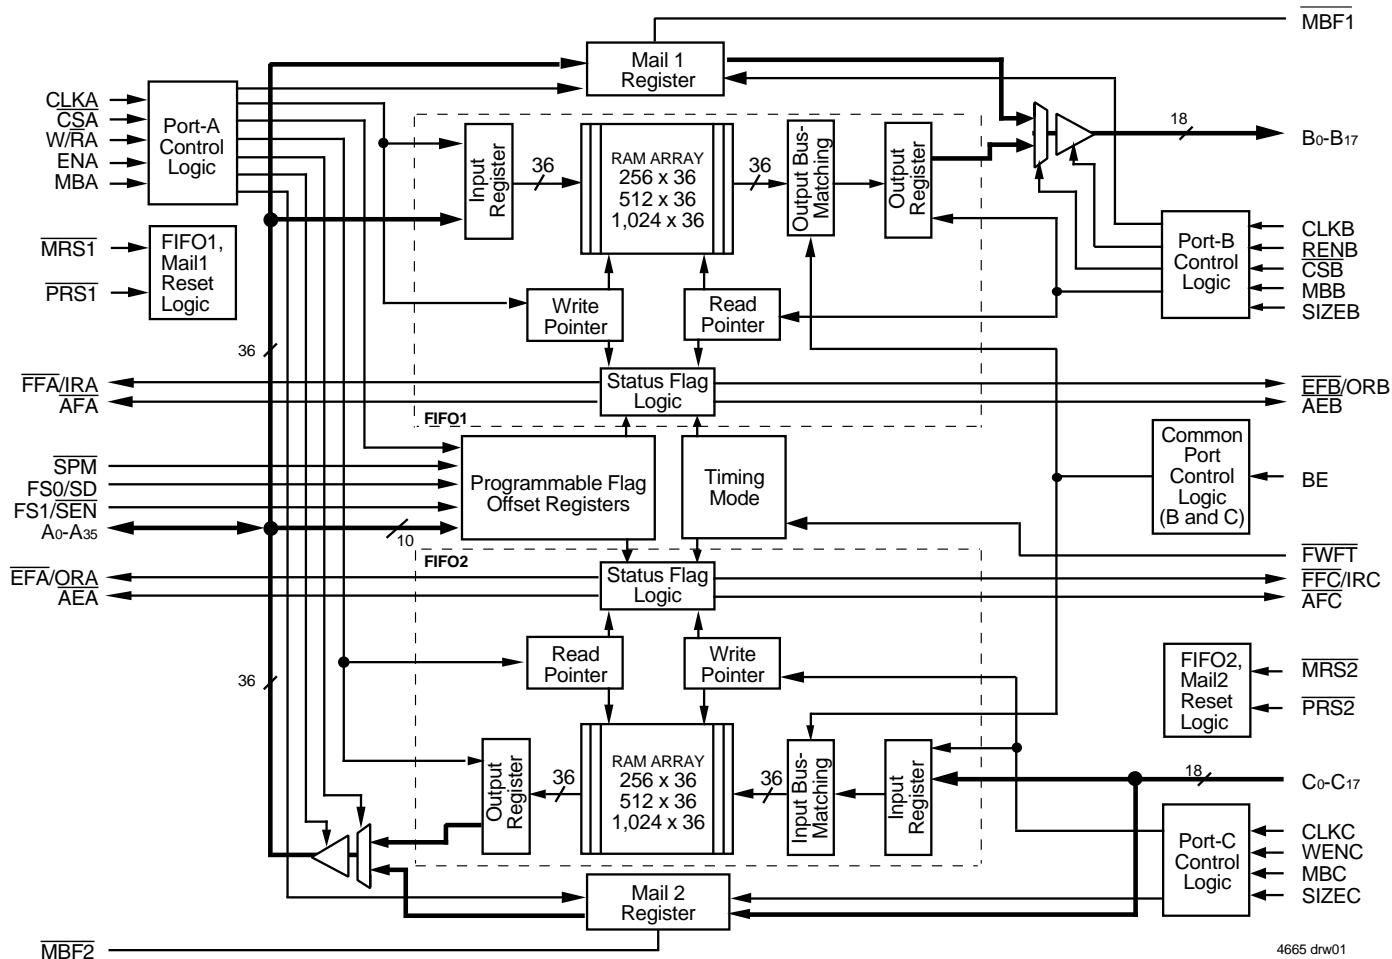 MBF1
Mail 1
Register
CLKA
CSA
W/RA
ENA
MBA
Port-A
Control
Logic
18
B0-B17
36
Input
Register
RAM ARRAY
256 x 36
512 x 36
1,024 x 36
36
Output Bus-
Matching
Output
Register
MRS1
PRS1
FIFO1,
Mail1
Reset
Logic
Port-B
Control
Logic
CLKB
RENB
CSB
MBB
SIZEB
Write
Pointer
Read
Pointer
36
FFA/IRA
AFA
Status Flag
Logic
EFB/ORB
AEB
FIFO1
SPM
FS0/SD
FS1/SEN
A0-A35
Programmable Flag
Offset Registers
Timing
Mode
Common
Port
Control
Logic
(B and C)
BE
10
FIFO2
FWFT
EFA/ORA
AEA
Status Flag
Logic
FFC/IRC
AFC
Read
Pointer
Write
Pointer
36
FIFO2,
Mail2
Reset
Logic
MRS2
PRS2
Output
Register
36
RAM ARRAY
256 x 36
512 x 36
1,024 x 36
36
Input Bus-
Matching
Input
Register
18
C0-C17
Port-C
Control
Logic
CLKC
WENC
MBC
SIZEC
Mail 2
Register
MBF2
4665 drw01